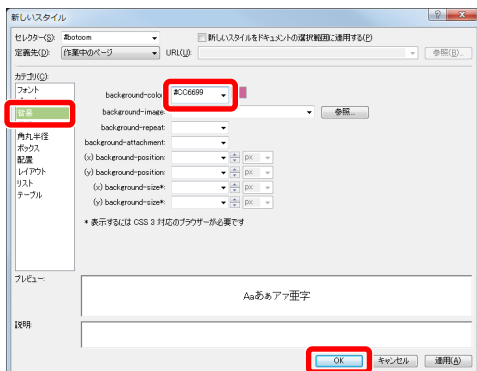 新しいスタイル
セレクター(S): #botoom 新しいスタイルをドキュメントの選択範囲に適用する(P)
定義先(D): (作業中のページ) URL(U): 参照(B)...
カテゴリ(C):
フォント
背景
角丸半径
ボックス
配置
レイアウト
リスト
テーブル
background-color: #CC6699
background-image: 参照...
background-repeat:
background-attachment:
(x) background-position: px
(y) background-position: px
(x) background-size*: px
(y) background-size*: px
* 表示するには CSS 3 対応のブラウザーが必要です
プレビュー:
Aaあぁアァ亜宇
説明:
OK キャンセル 適用(A)